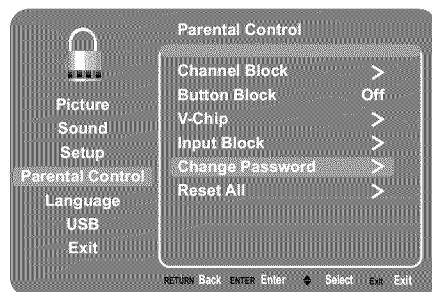 Parental Control
Channel Block >
Button Block Off
V-Chip >
Input Block >
Change Password >
Reset All >
Picture
Sound
Setup
Parental Control
Language
USB
Exit
RETURN Back ENTER Enter Select Exit Exit